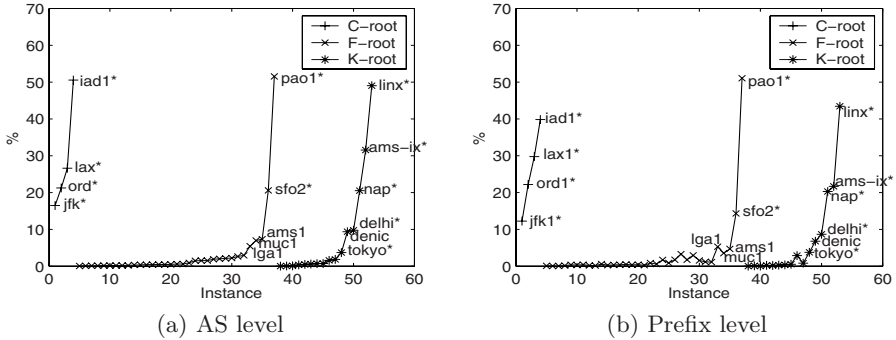 70
60
50
40
30
20
10
0
%
0 10 20 30 40 50 60
Instance
C-root
F-root
K-root
iad1*
lax*
ord*
jfk*
pao1*
sfo2*
ams1
muc1
lga1
linx*
ams-ix*
nap*
delhi*
denic
tokyo*
(a) AS level
70
60
50
40
30
20
10
0
%
0 10 20 30 40 50 60
Instance
C-root
F-root
K-root
iad1*
lax1*
ord1*
jfk1*
pao1*
sfo2*
lga1
ams1
muc1
linx*
ams-ix*
nap*
delhi*
denic
tokyo*
(b) Prefix level